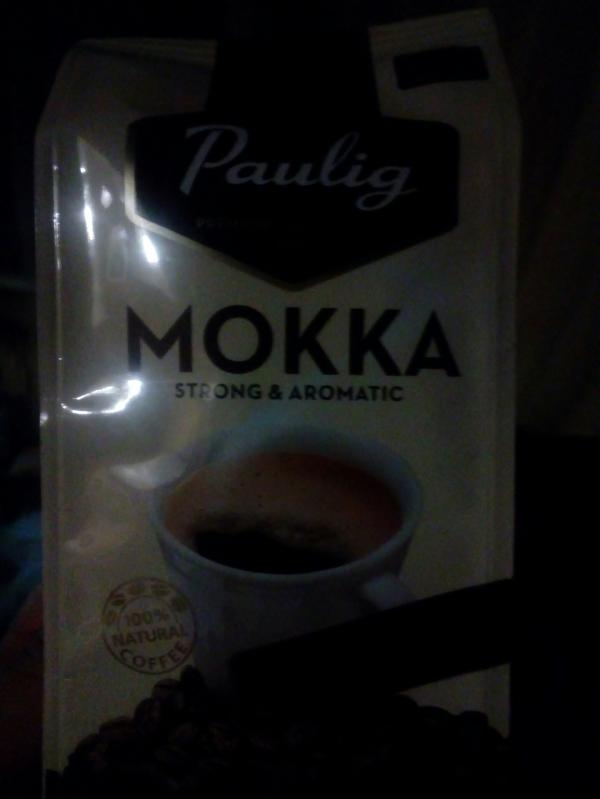 Paulig
MOKKA
STRONG & AROMATIC
100%
NATURAL
COFFEE